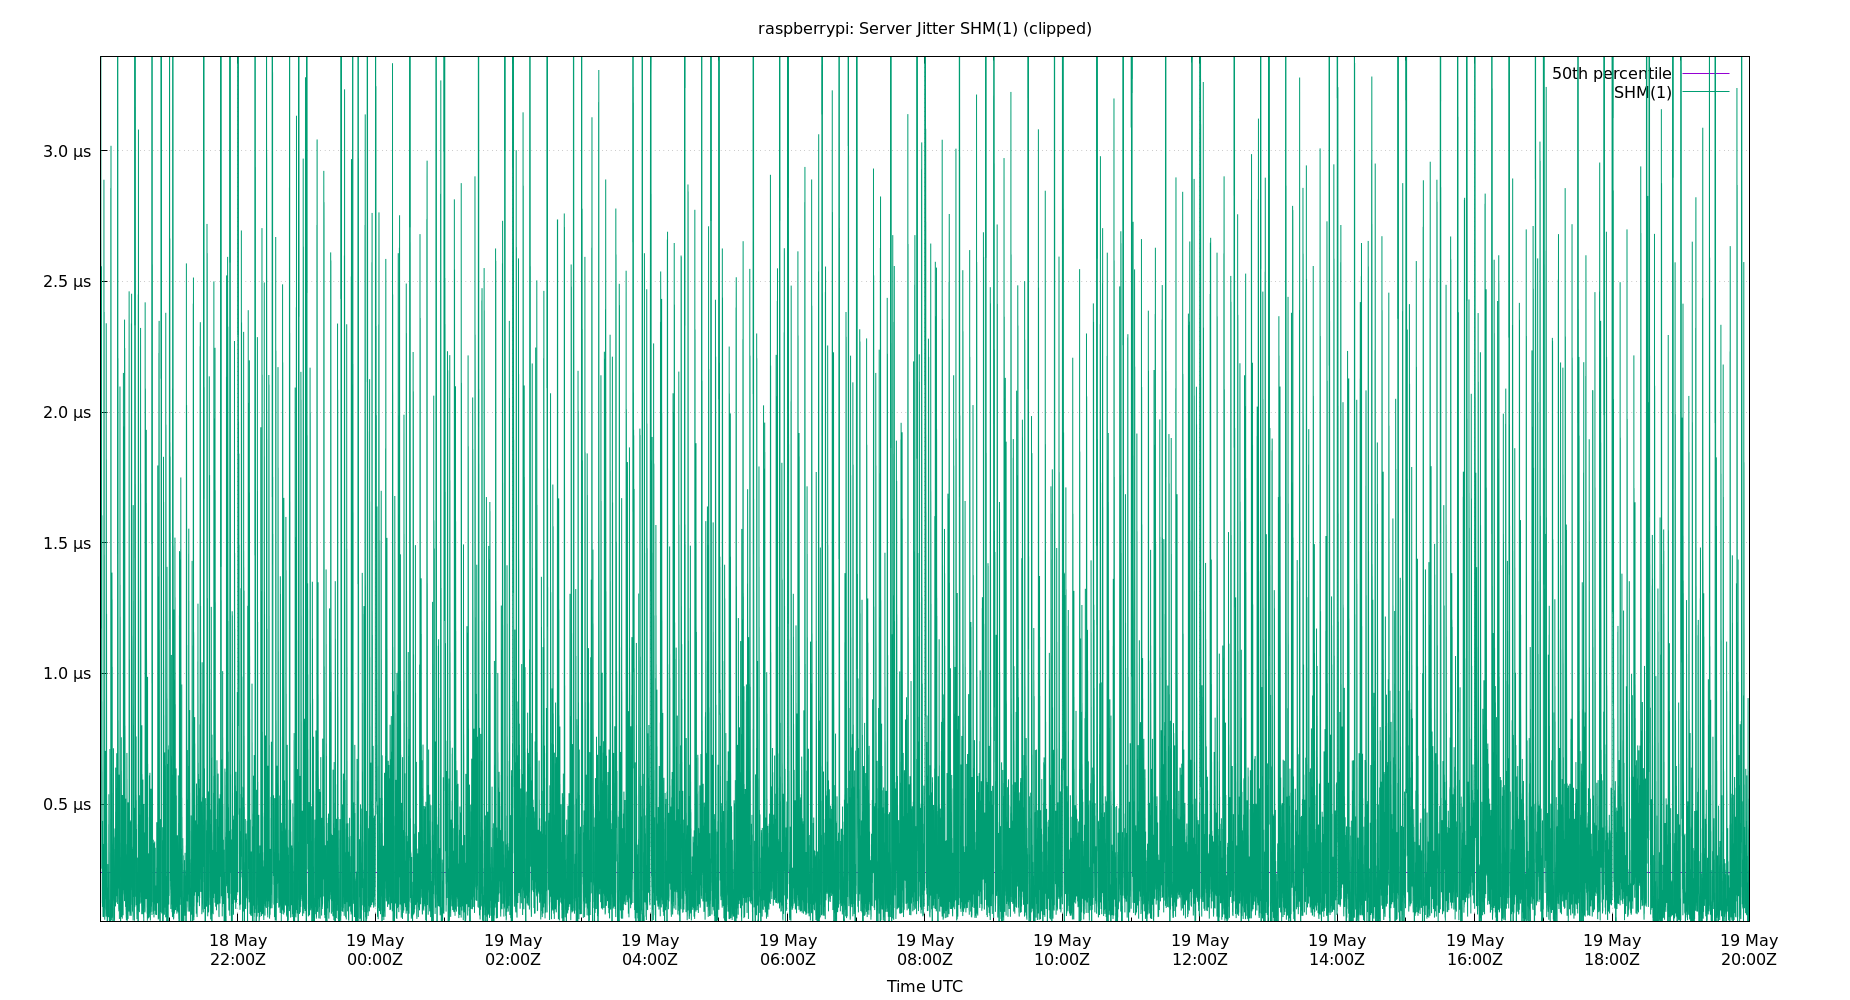 raspberrypi: Server Jitter SHM(1) (clipped)
50th percentile
SHM(1)
3.0 µs
2.5 µs
2.0 µs
1.5 µs
1.0 µs
0.5 µs
18 May 19 May 19 May 19 May 19 May 19 May 19 May 19 May 19 May 19 May 19 May 19 May
22:00Z 00:00Z 02:00Z 04:00Z 06:00Z 08:00Z 10:00Z 12:00Z 14:00Z 16:00Z 18:00Z 20:00Z
Time UTC